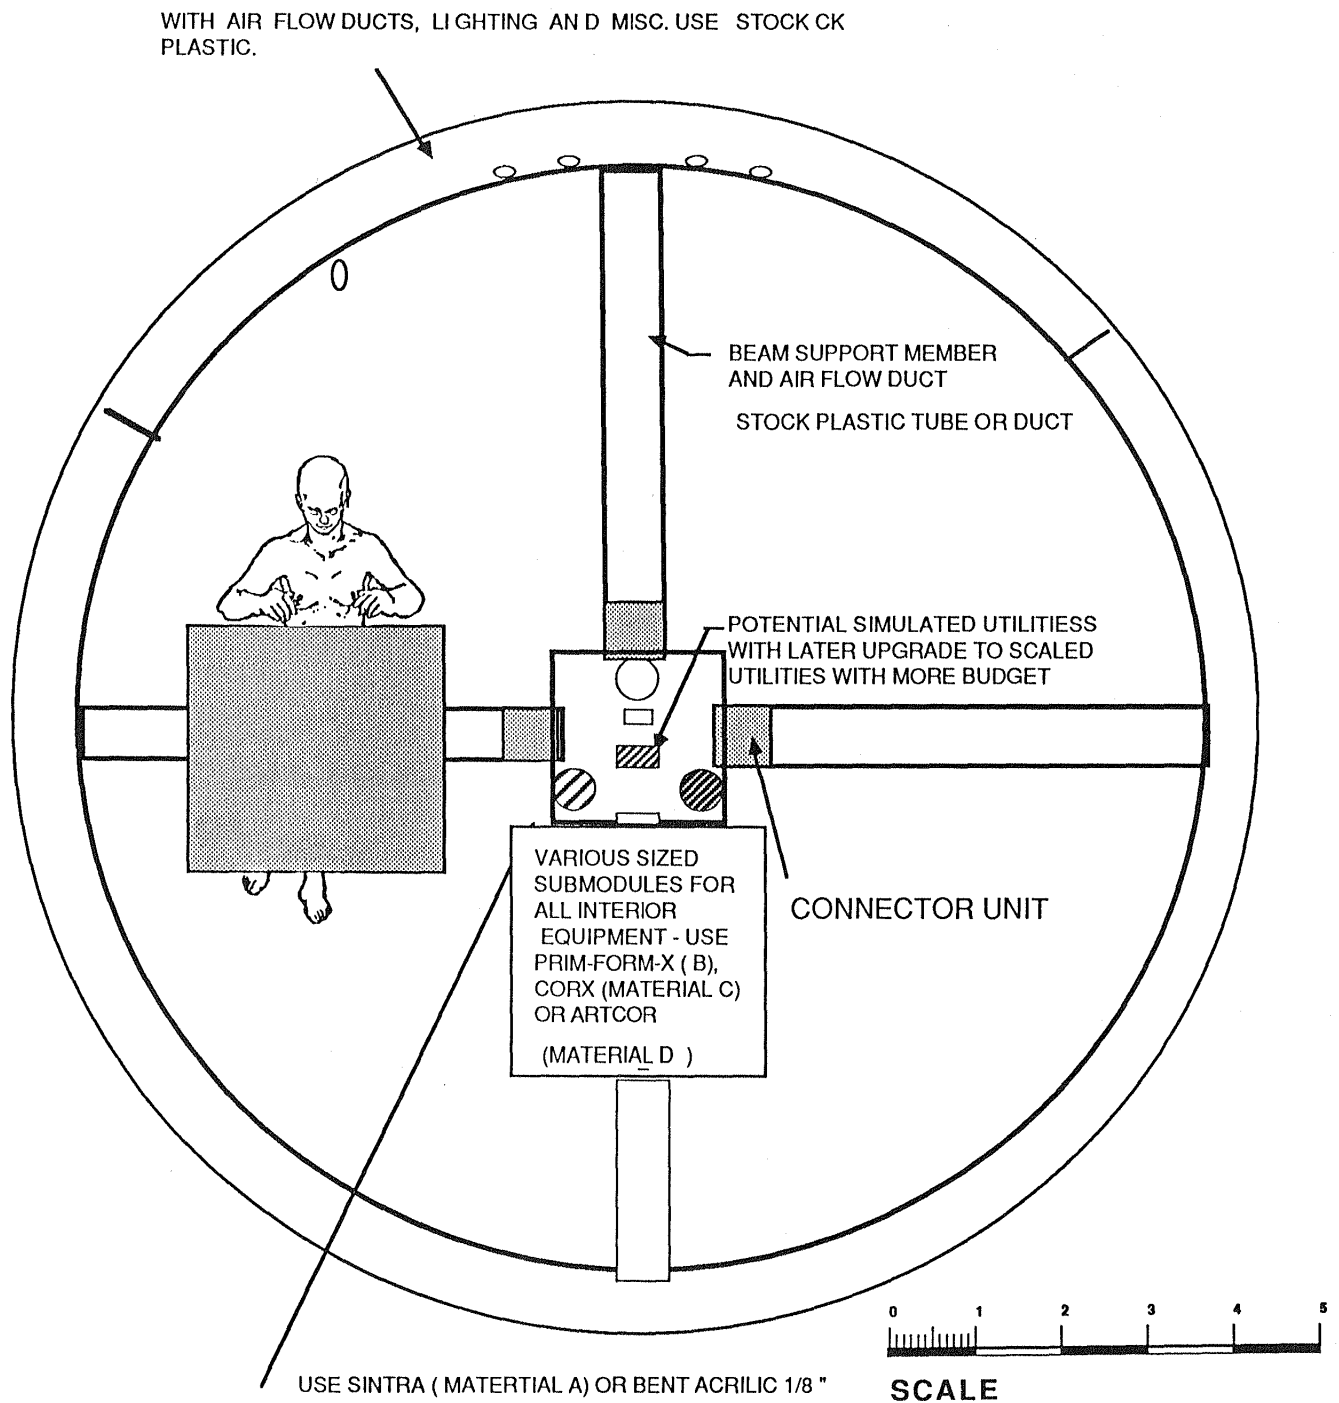 WITH AIR FLOW DUCTS, LI GHTING AN D MISC. USE STOCK CK
PLASTIC.
BEAM SUPPORT MEMBER
AND AIR FLOW DUCT
STOCK PLASTIC TUBE OR DUCT
POTENTIAL SIMULATED UTILITIESS
WITH LATER UPGRADE TO SCALED
UTILITIES WITH MORE BUDGET
VARIOUS SIZED
SUBMODULES FOR
ALL INTERIOR
EQUIPMENT - USE
PRIM-FORM-X ( B),
CORX (MATERIAL C)
OR ARTCOR
(MATERIAL D )
CONNECTOR UNIT
0 1 2 3 4 5
SCALE
USE SINTRA ( MATERTIAL A) OR BENT ACRILIC 1/8 "